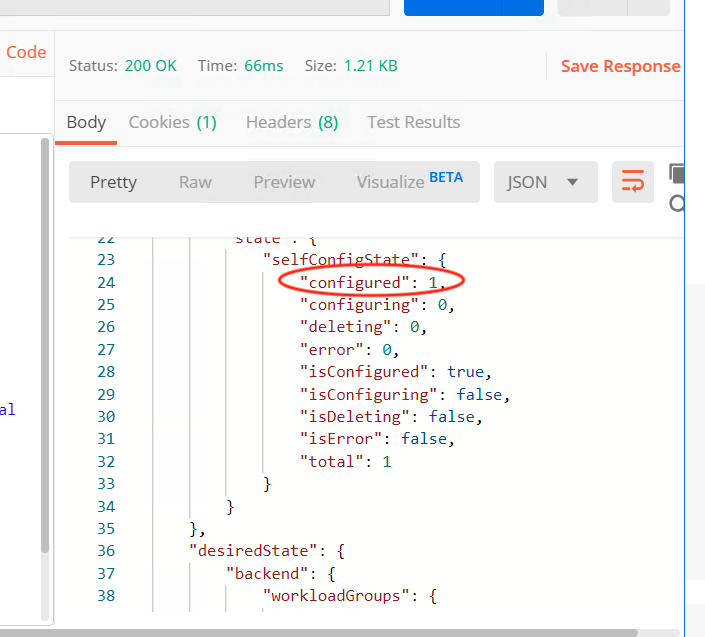 Code
Status: 200 OK Time: 66ms Size: 1.21 KB Save Response
Body Cookies (1) Headers (8) Test Results
Pretty Raw Preview Visualize BETA JSON
22 "state": {
23 "selfConfigState": {
24 "configured": 1,
25 "configuring": 0,
26 "deleting": 0,
27 "error": 0,
28 "isConfigured": true,
29 "isConfiguring": false,
30 "isDeleting": false,
31 "isError": false,
32 "total": 1
33 }
34 }
35 },
36 "desiredState": {
37 "backend": {
38 "workloadGroups": {
al